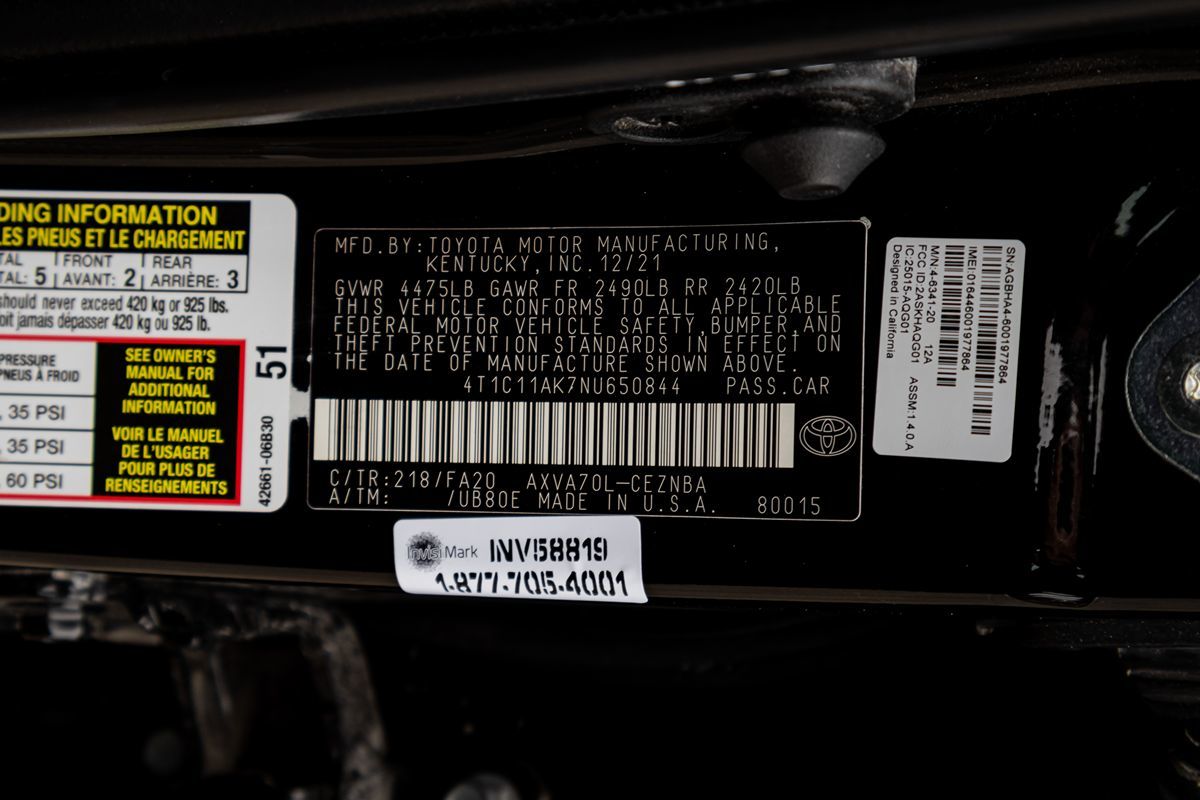 DING INFORMATION
LES PNEUS ET LE CHARGEMENT
TAL FRONT REAR
TAL: 5 AVANT: 2 ARRIÈRE: 3
should never exceed 420 kg or 925 lbs.
oit jamais dépasser 420 kg ou 925 lb.
PRESSURE
PNEUS À FROID
, 35 PSI
, 35 PSI
, 60 PSI
SEE OWNER'S
MANUAL FOR
ADDITIONAL
INFORMATION
VOIR LE MANUEL
DE L'USAGER
POUR PLUS DE
RENSEIGNEMENTS
51
42661-06B30
MFD.BY:TOYOTA MOTOR MANUFACTURING,
KENTUCKY,INC.12/21
GVWR 4475LB GAWR FR 2490LB RR 2420LB
THIS VEHICLE CONFORMS TO ALL APPLICABLE
FEDERAL MOTOR VEHICLE SAFETY,BUMPER,AND
THEFT PREVENTION STANDARDS IN EFFECT ON
THE DATE OF MANUFACTURE SHOWN ABOVE.
4T1C11AK7NU650844 PASS.CAR
C/TR:218/FA20 AXVA70L-CEZNBA
A/TM: /UB80E MADE IN U.S.A. 80015
InvisiMark INV58819
1-877-705-4001
SN:AGBHA4-6001977864
IMEI:016446001977864
M/N:4-6341-20 12A
FCC ID:2ASKHAQG01 ASSM:1.4.0.A
IC:25015-AQG01
Designed in California